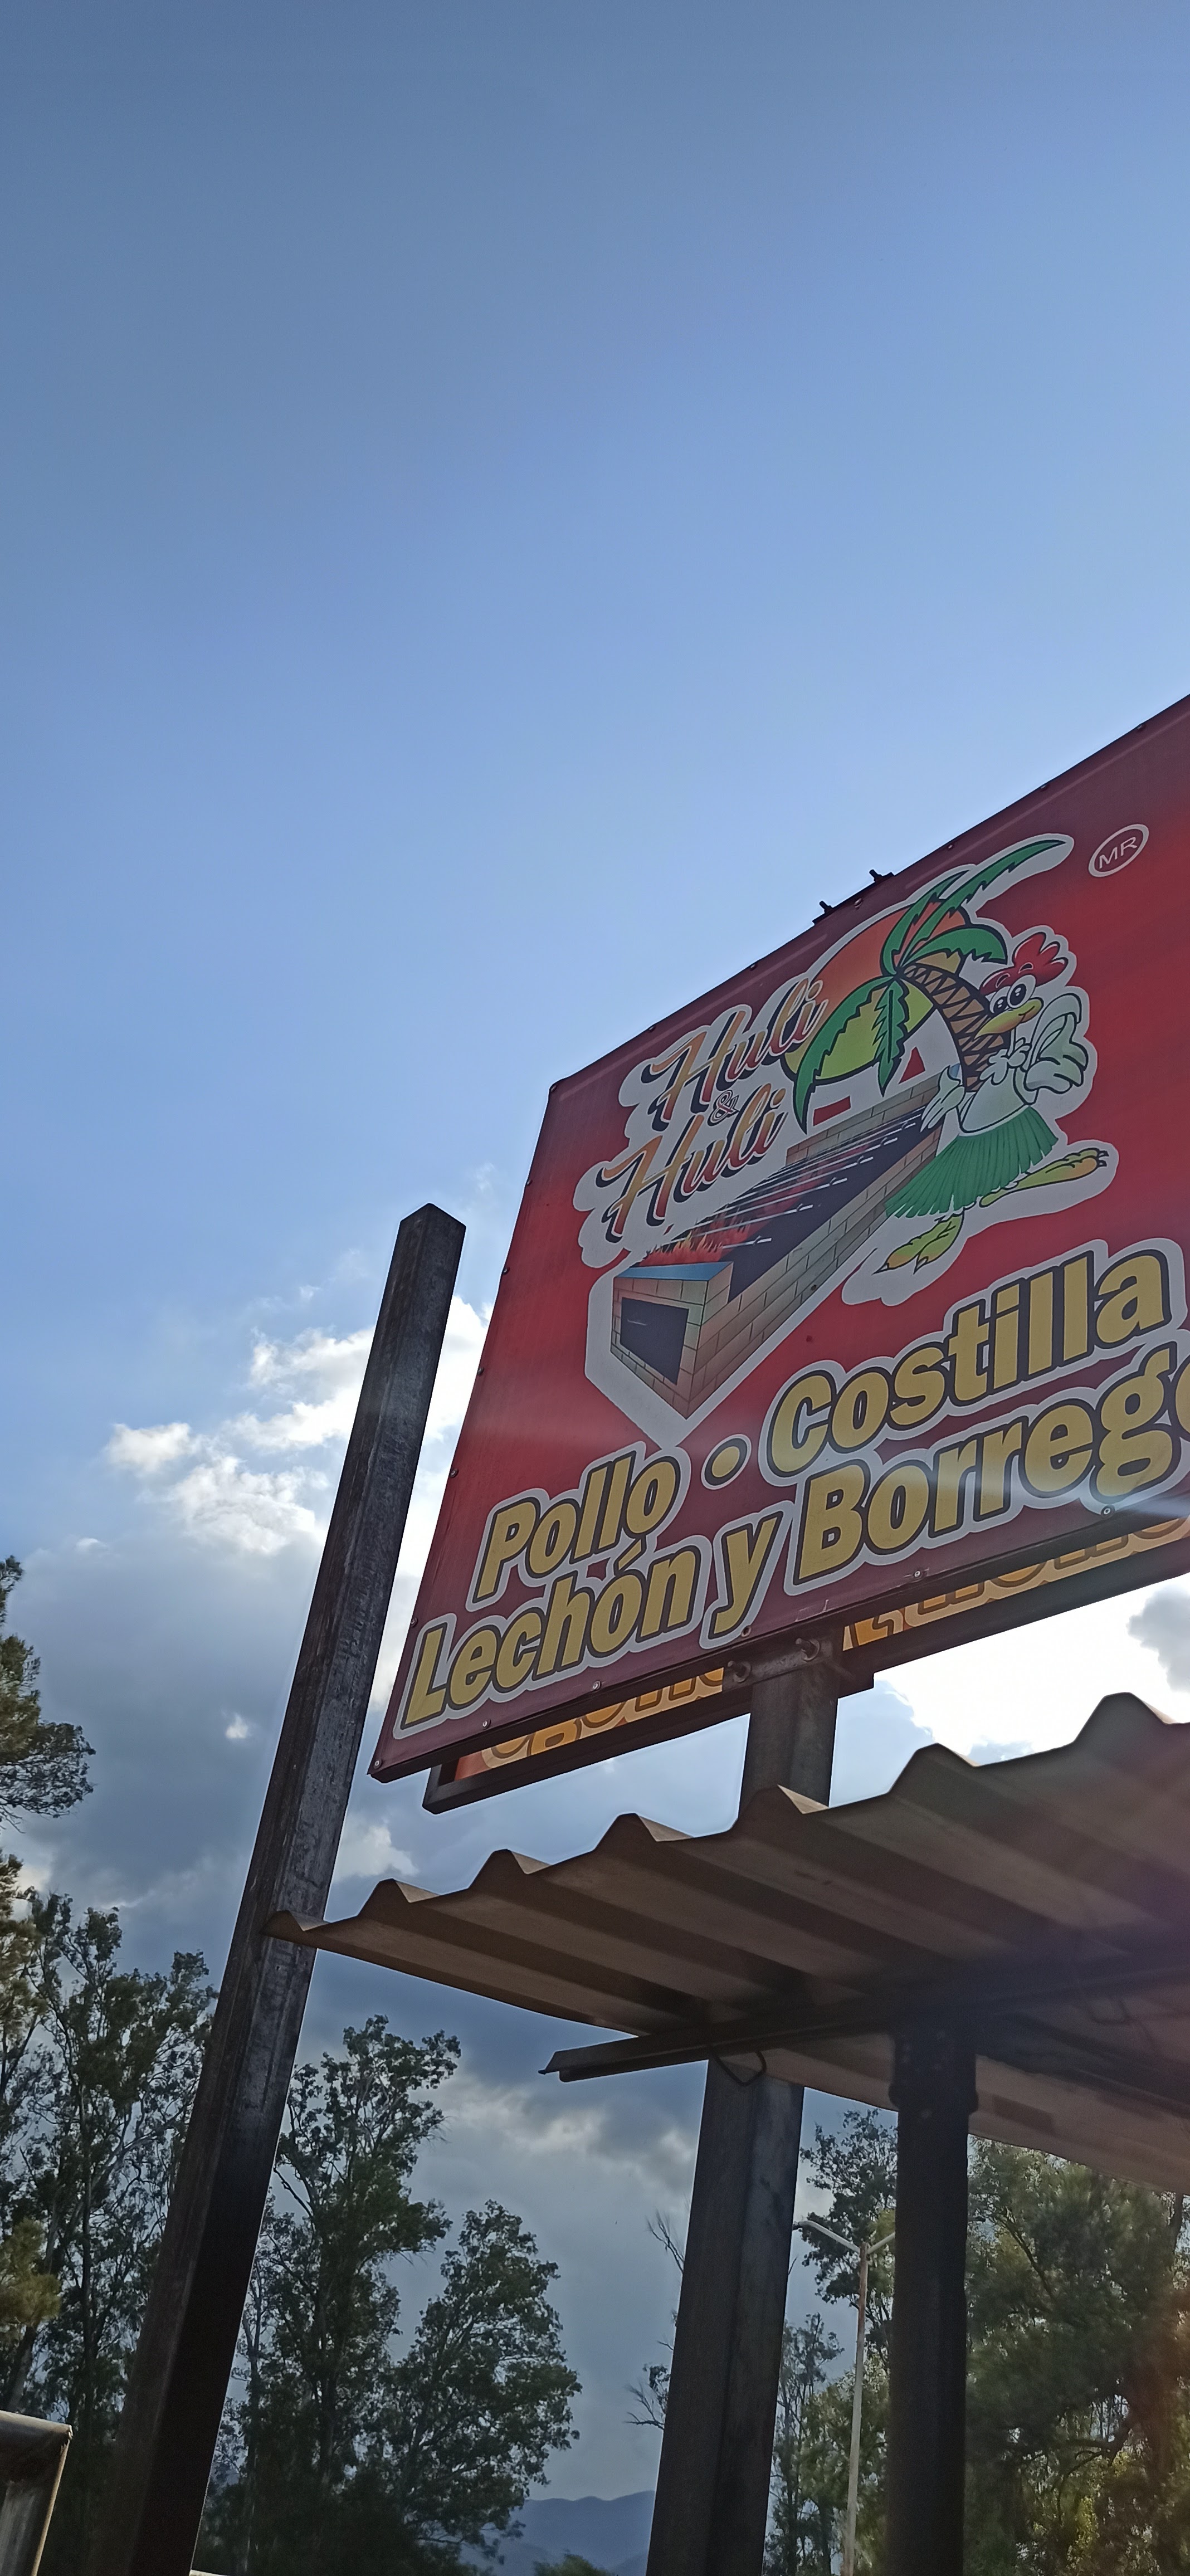 MR
Huli
&
Huli
Pollo • Costilla
Lechón y Borrego